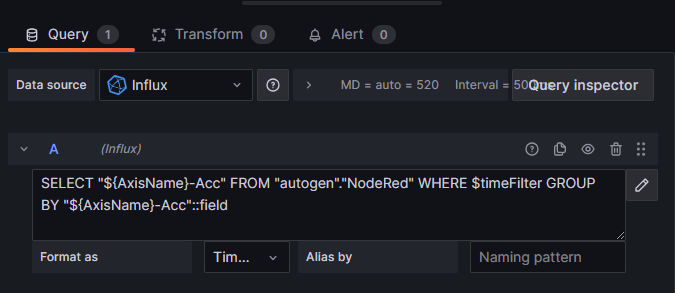 Query 1 Transform 0 Alert 0
Data source Influx MD = auto = 520 Interval = 50 Query inspector
A (Influx)
SELECT "${AxisName}-Acc" FROM "autogen"."NodeRed" WHERE $timeFilter GROUP
BY "${AxisName}-Acc"::field
Format as Tim... Alias by Naming pattern